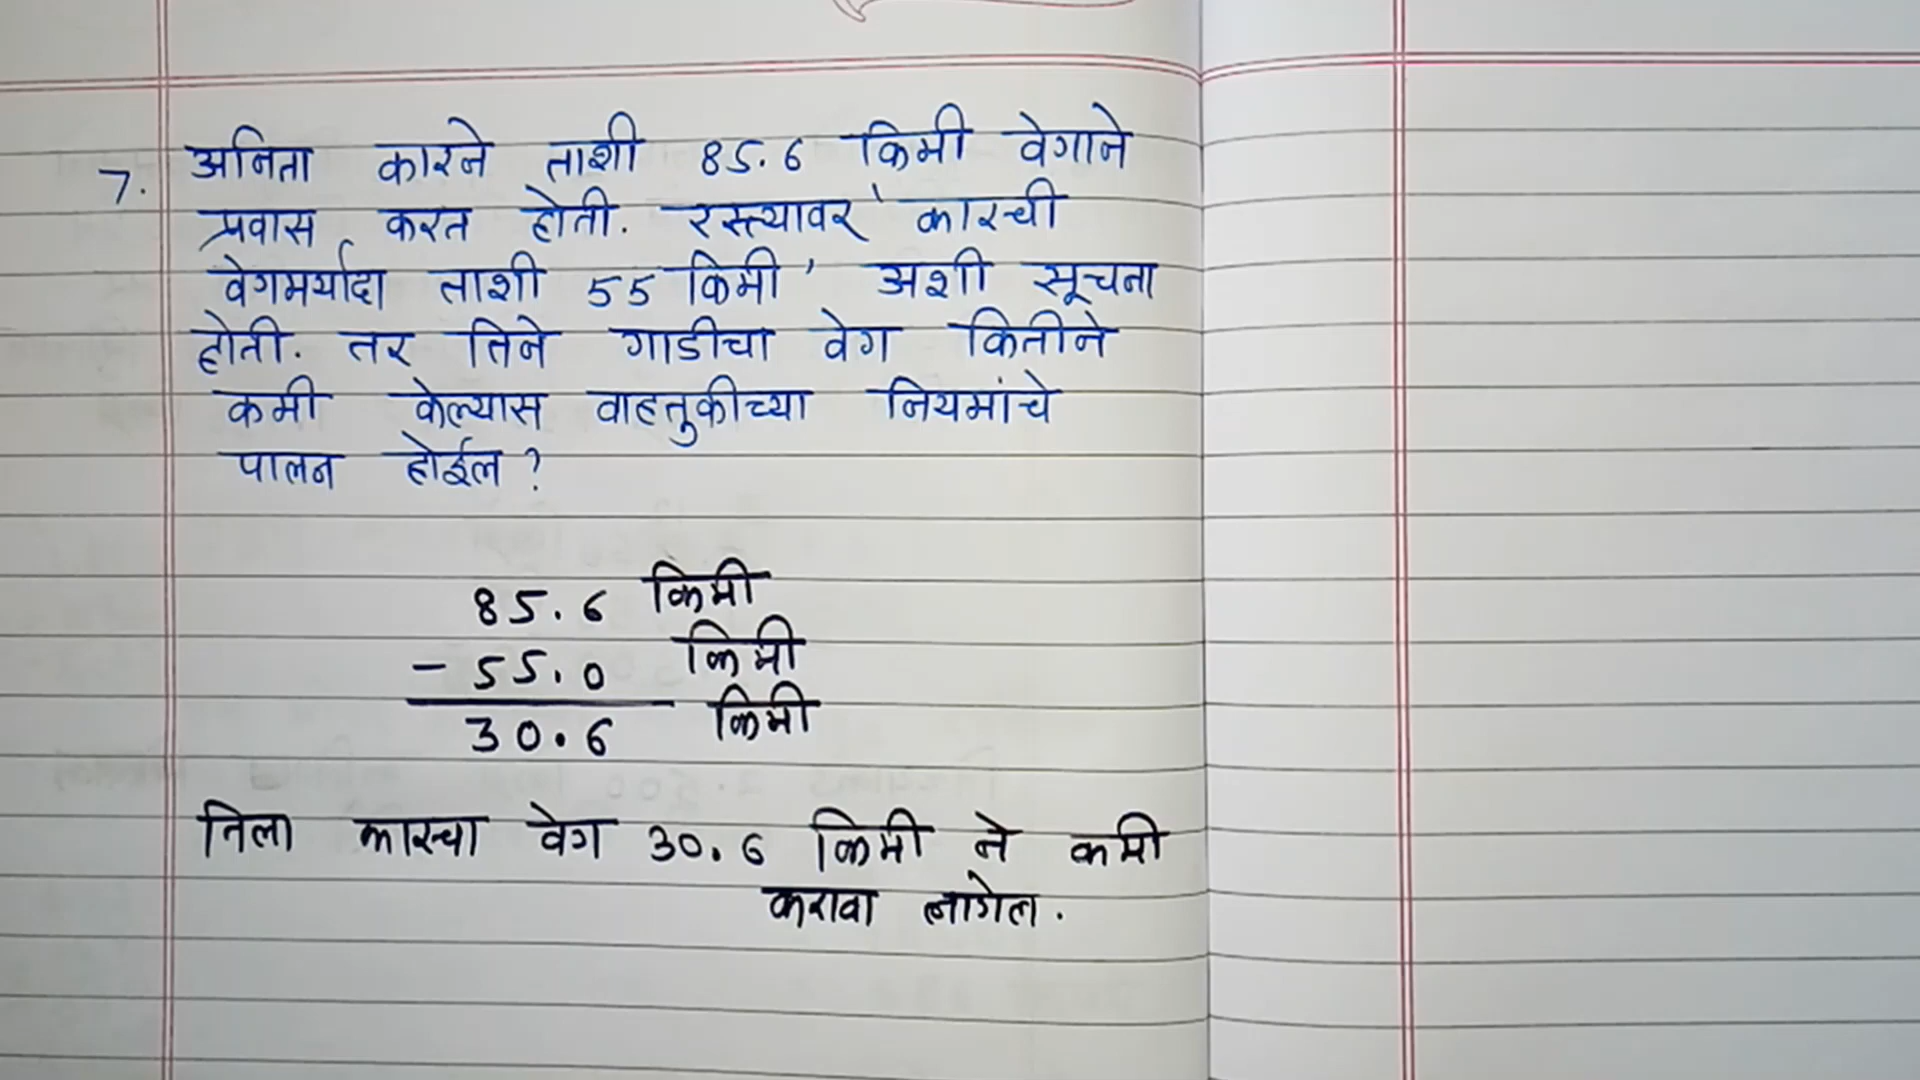 7. अनिता कारने ताशी 85.6 किमी वेगाने
प्रवास करत होती. रस्त्यावर 'कारची
वेगमर्यादा ताशी 55 किमी' अशी सूचना
होती. तर तिने गाडीचा वेग कितीने
कमी केल्यास वाहतुकीच्या नियमांचे
पालन होईल?
85.6 किमी
- 55.0 किमी
30.6 किमी
तिला कारचा वेग 30.6 किमी ने कमी
करावा लागेल.